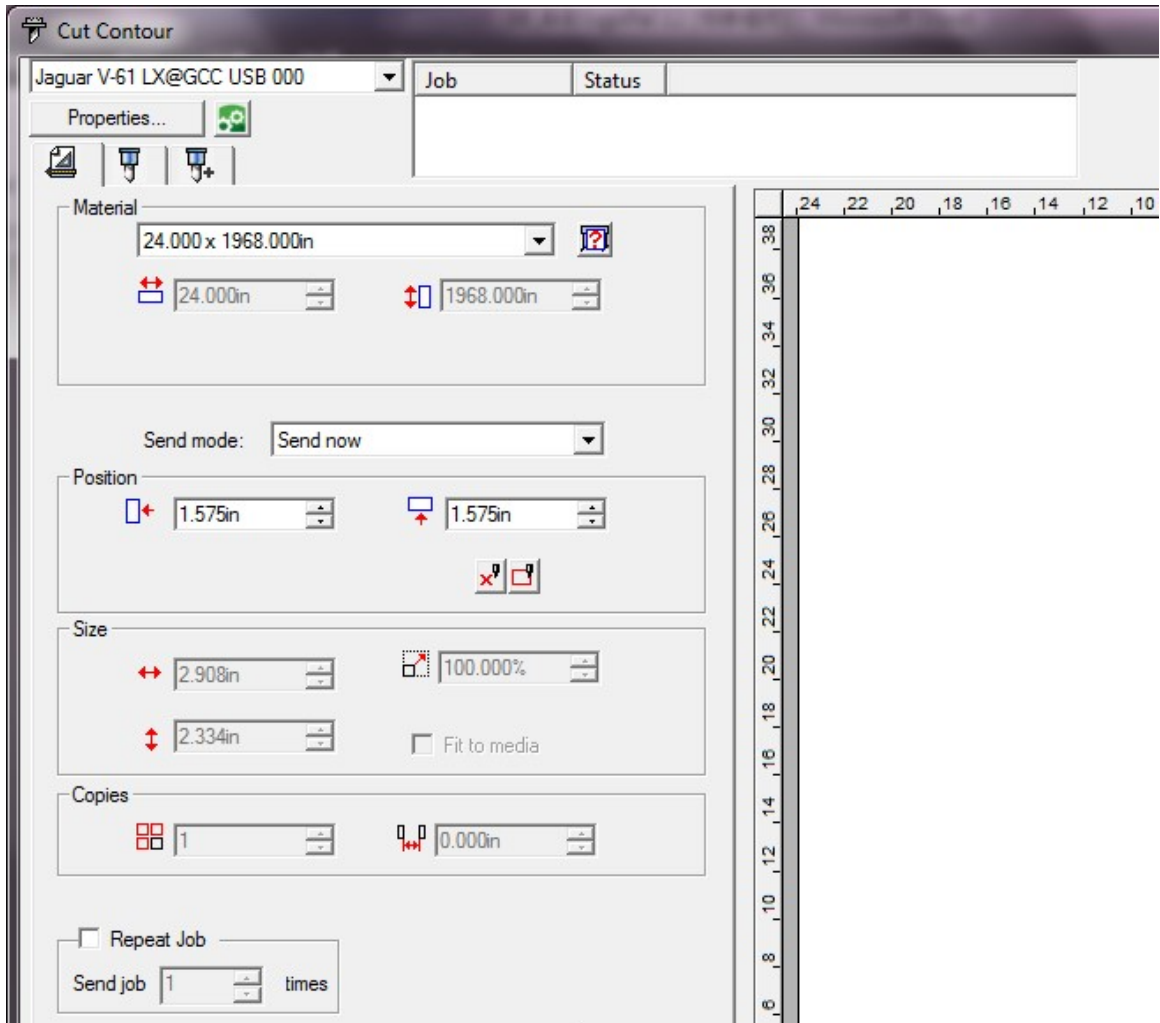 Cut Contour
Jaguar V-61 LX@GCC USB 000
Job Status
Properties...
Material
24.000 x 1968.000in
24.000in 1968.000in
Send mode: Send now
Position
1.575in 1.575in
Size
2.908in 100.000%
2.334in Fit to media
Copies
1 0.000in
Repeat Job
Send job 1 times
24 22 20 18 16 14 12 10
38
36
34
32
30
28
26
24
22
20
18
16
14
12
10
8
6